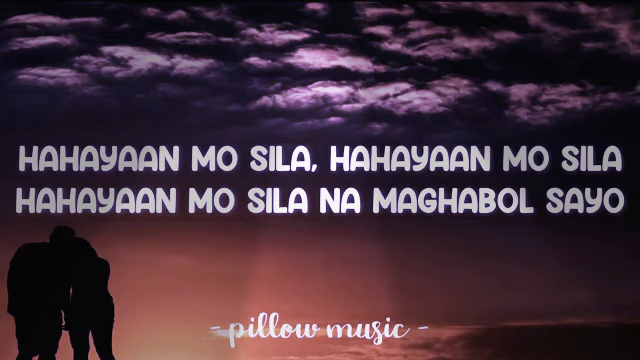 HAHAYAAN MO SILA, HAHAYAAN MO SILA
HAHAYAAN MO SILA NA MAGHABOL SAYO
- pillow music -